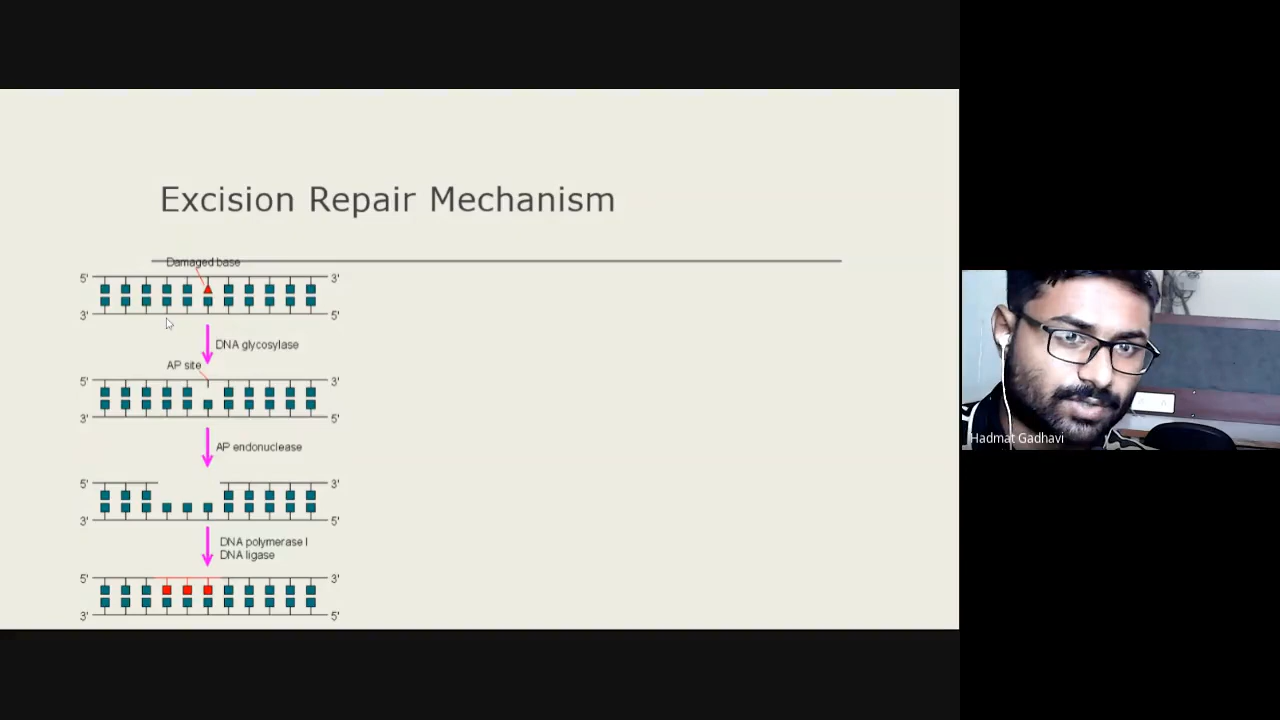 Excision Repair Mechanism
Damaged base
5' 3'
3' 5'
DNA glycosylase
AP site
5' 3'
3' 5'
AP endonuclease
5' 3'
3' 5'
DNA polymerase I
DNA ligase
5' 3'
3' 5'
Hadmat Gadhavi